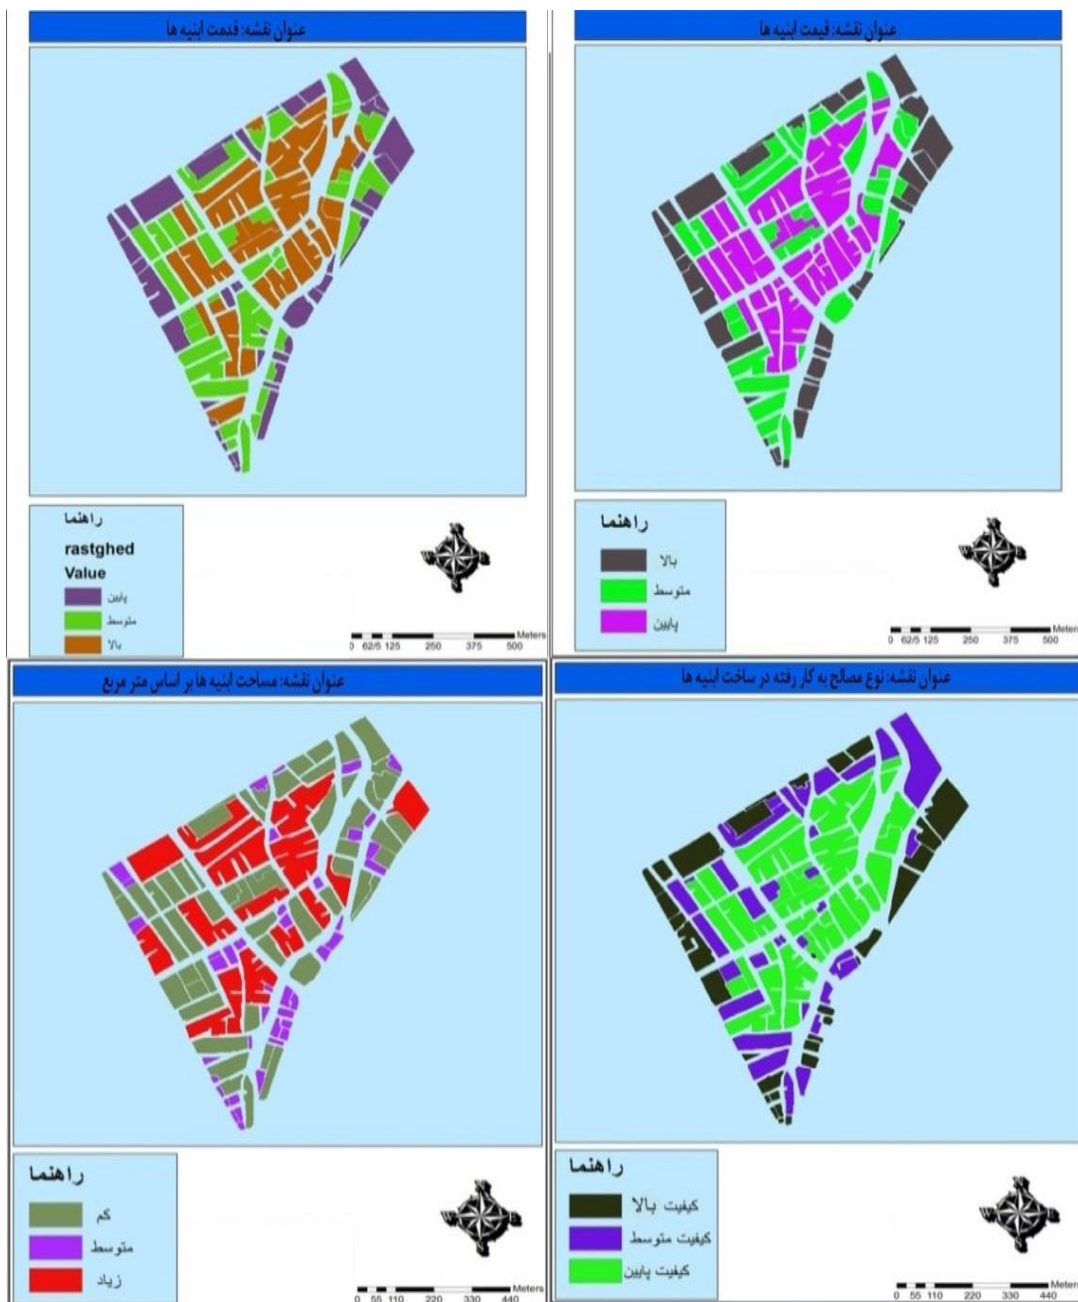 عنوان نقشه: قدمت ابنیه ها
راهنما
rastghed
Value
پایین
متوسط
بالا
Meters
0 62/5 125 250 375 500
عنوان نقشه: قیمت ابنیه ها
راهنما
بالا
متوسط
پایین
Meters
0 62/5 125 250 375 500
عنوان نقشه: مساحت ابنیه ها بر اساس متر مربع
راهنما
کم
متوسط
زیاد
Meters
0 55 110 220 330 440
عنوان نقشه: نوع مصالح به کار رفته در ساخت ابنیه ها
راهنما
کیفیت بالا
کیفیت متوسط
کیفیت پایین
Meters
0 55 110 220 330 440